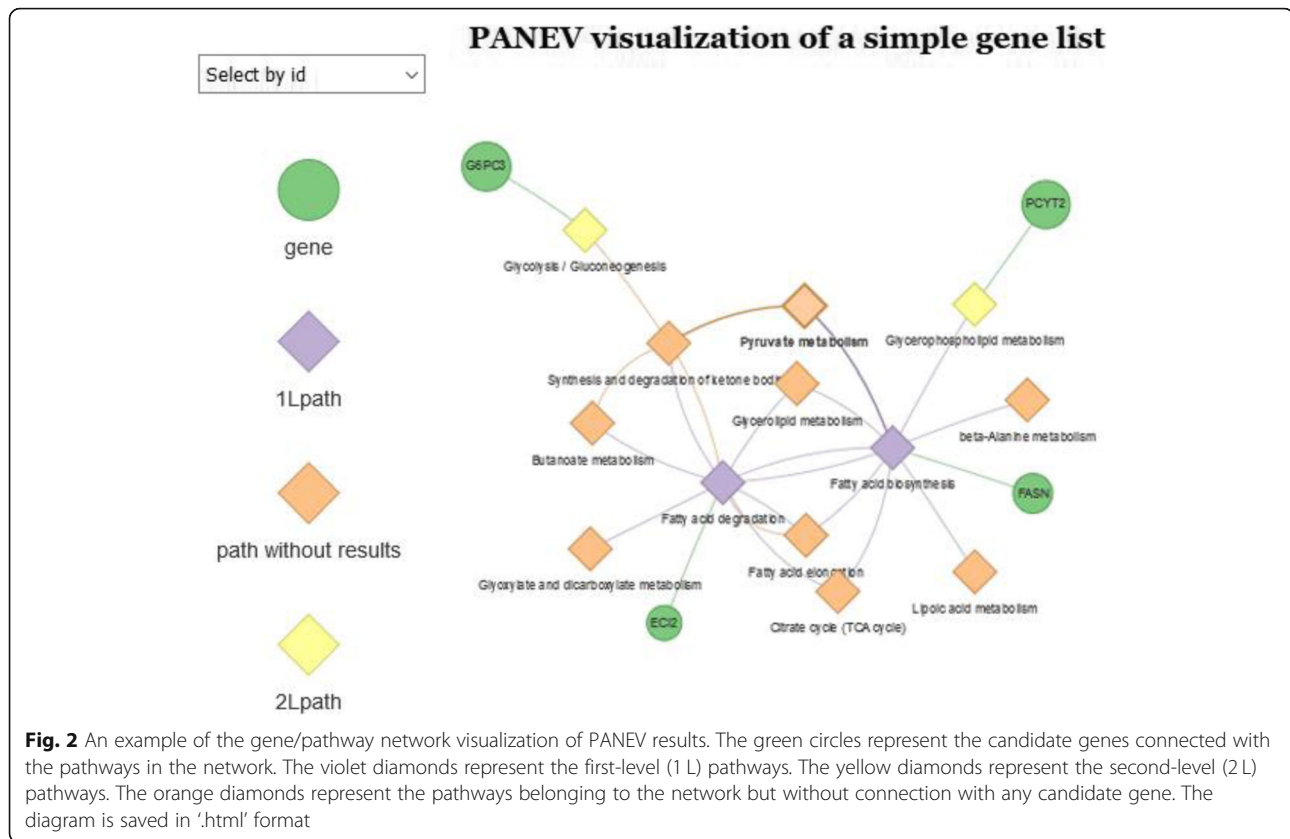 PANEV visualization of a simple gene list
Select by id
gene
1Lpath
path without results
2Lpath
G6PC3
PCYT2
Glycolysis / Gluconeogenesis
Pyruvate metabolism
Glycerophospholipid metabolism
Synthesis and degradation of ketone bodi
Glycerolipid metabolism
beta-Alanine metabolism
Butanoate metabolism
Fatty acid biosynthesis
FASN
Fatty acid degradation
Glyoxylate and dicarboxylate metabolism
Fatty acid elongation
Lipoic acid metabolism
ECI2
Citrate cycle (TCA cycle)
Fig. 2 An example of the gene/pathway network visualization of PANEV results. The green circles represent the candidate genes connected with
the pathways in the network. The violet diamonds represent the first-level (1 L) pathways. The yellow diamonds represent the second-level (2 L)
pathways. The orange diamonds represent the pathways belonging to the network but without connection with any candidate gene. The
diagram is saved in ‘.html’ format